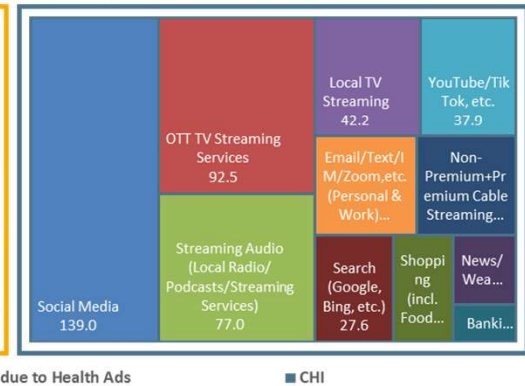 Social Media
139.0
OTT TV Streaming
Services
92.5
Streaming Audio
(Local Radio/
Podcasts/Streaming
Services)
77.0
Local TV
Streaming
42.2
YouTube/Tik
Tok, etc.
37.9
Email/Text/I
M/Zoom,etc.
(Personal &
Work)...
Non-
Premium+Pr
emium Cable
Streaming...
Search
(Google,
Bing, etc.)
27.6
Shoppi
ng
(incl.
Food...
News/
Wea...
Banki...
due to Health Ads
CHI